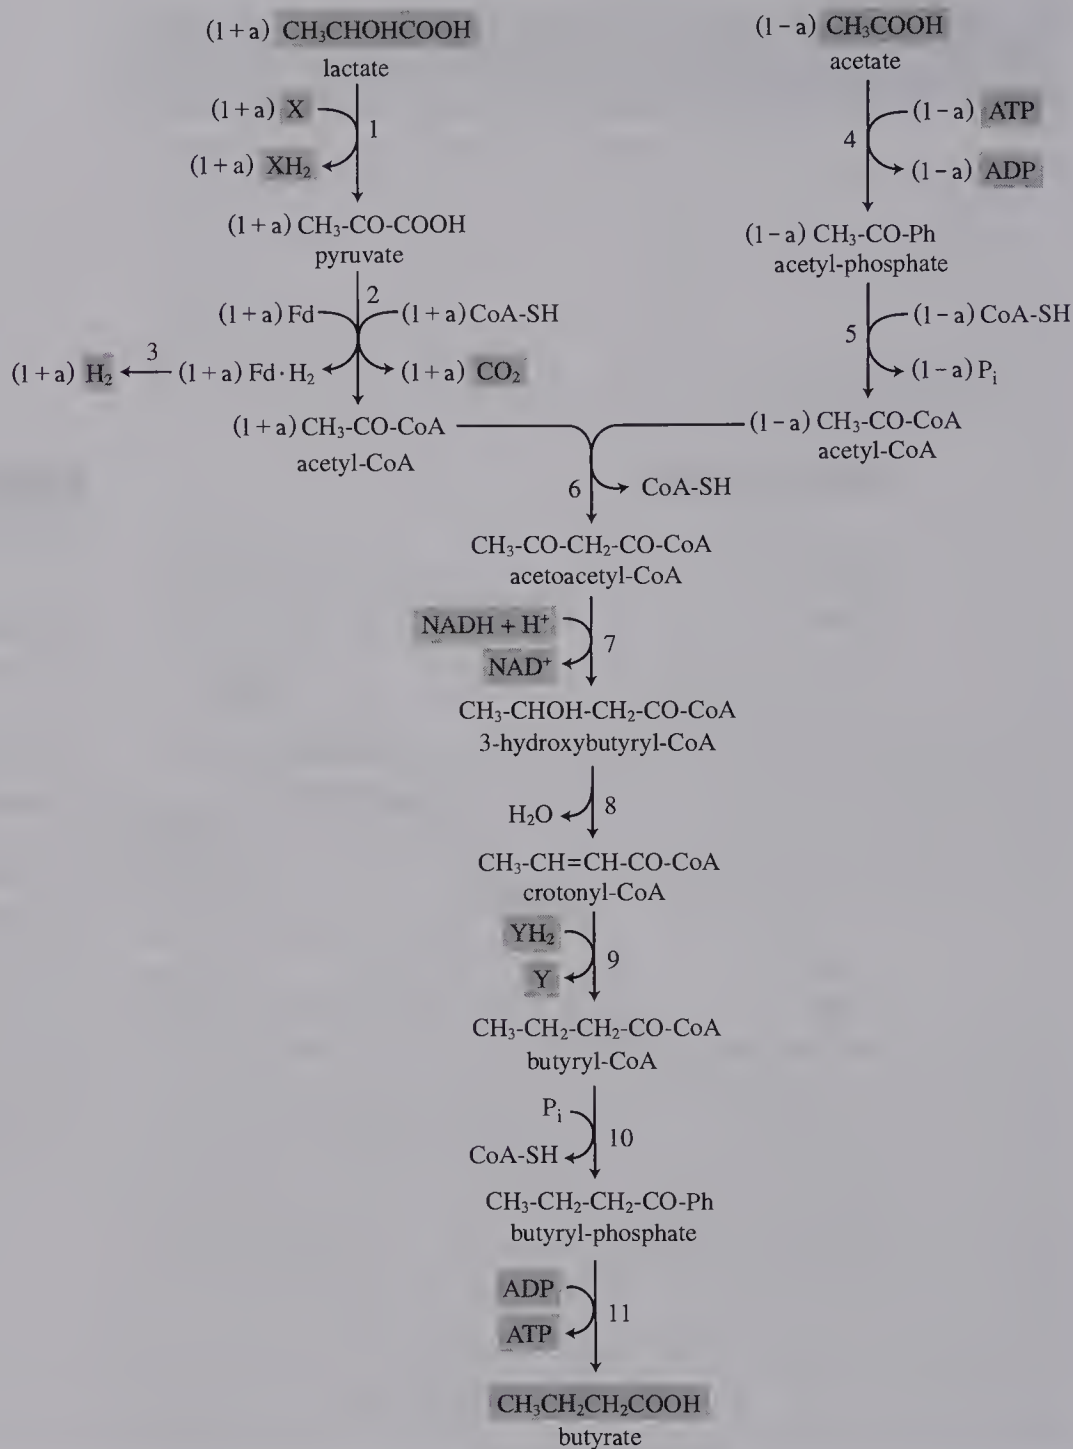 (1+a) CH₃CHOHCOOH
lactate
(1−a) CH₃COOH
acetate
(1+a) X
1
(1+a) XH₂
(1−a) ATP
4
(1−a) ADP
(1+a) CH₃-CO-COOH
pyruvate
(1−a) CH₃-CO-Ph
acetyl-phosphate
2
(1+a) Fd
(1+a) CoA-SH
3
(1+a) H₂
(1+a) Fd·H₂
(1+a) CO₂
(1−a) CoA-SH
5
(1−a) Pᵢ
(1+a) CH₃-CO-CoA
acetyl-CoA
(1−a) CH₃-CO-CoA
acetyl-CoA
6
CoA-SH
CH₃-CO-CH₂-CO-CoA
acetoacetyl-CoA
NADH + H⁺
7
NAD⁺
CH₃-CHOH-CH₂-CO-CoA
3-hydroxybutyryl-CoA
8
H₂O
CH₃-CH=CH-CO-CoA
crotonyl-CoA
YH₂
9
Y
CH₃-CH₂-CH₂-CO-CoA
butyryl-CoA
Pᵢ
10
CoA-SH
CH₃-CH₂-CH₂-CO-Ph
butyryl-phosphate
ADP
11
ATP
CH₃CH₂CH₂COOH
butyrate